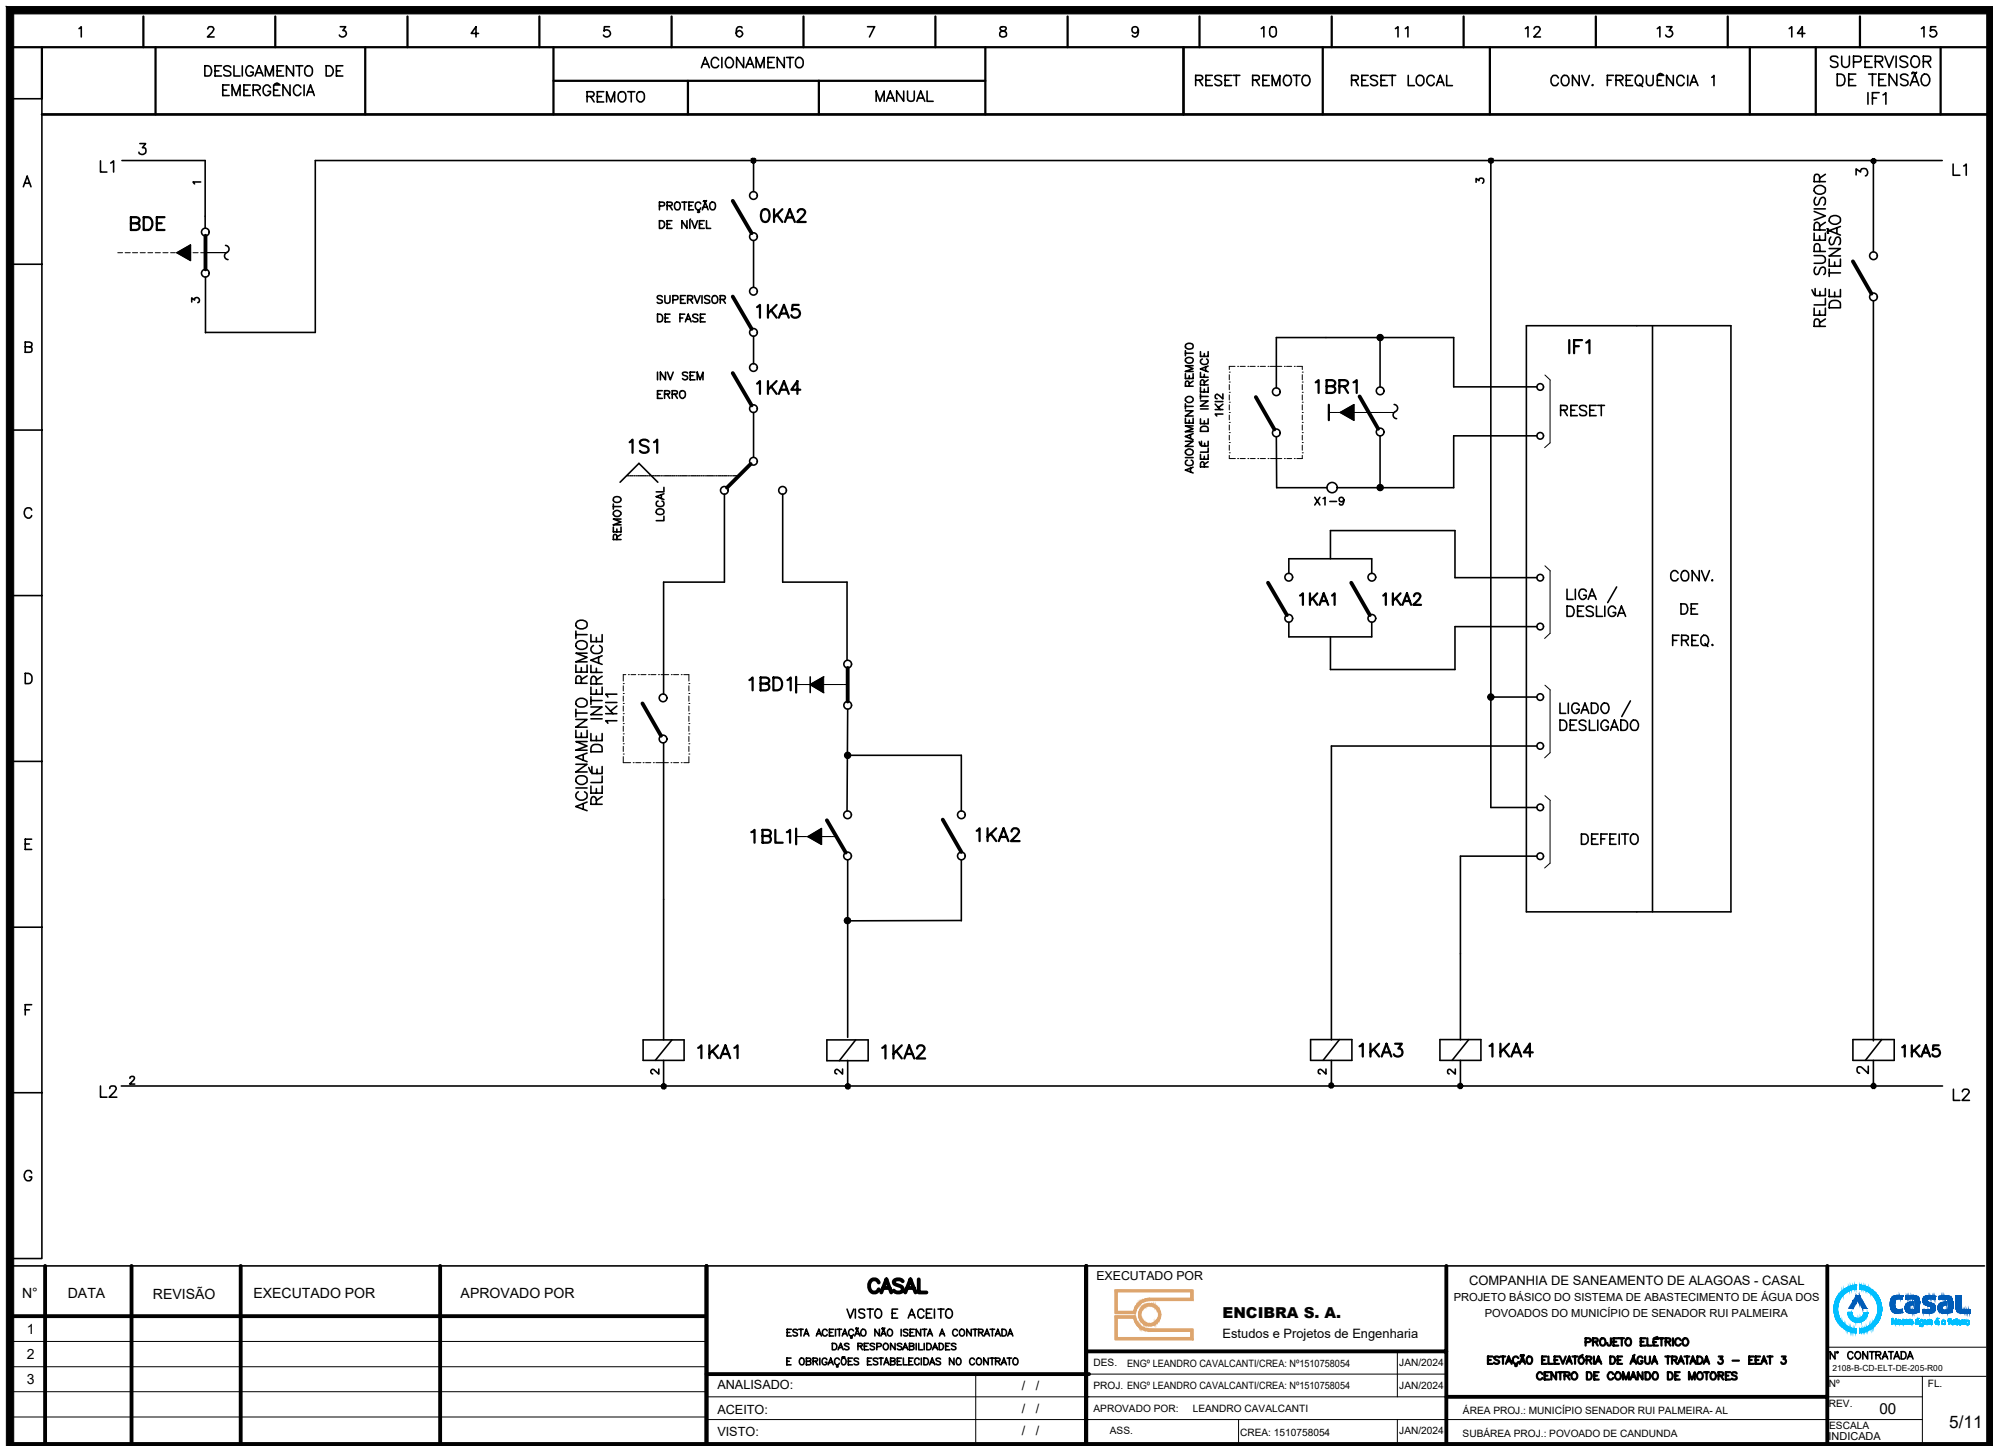 1 2 3 4 5 6 7 8 9 10 11 12 13 14 15
DESLIGAMENTO DE
EMERGÊNCIA
ACIONAMENTO
REMOTO
MANUAL
RESET REMOTO
RESET LOCAL
CONV. FREQUÊNCIA 1
SUPERVISOR
DE TENSÃO
IF1
A
B
C
D
E
F
G
L1
3
1
BDE
3
PROTEÇÃO
DE NÍVEL
0KA2
SUPERVISOR
DE FASE
1KA5
INV SEM
ERRO
1KA4
1S1
REMOTO
LOCAL
ACIONAMENTO REMOTO
RELÉ DE INTERFACE
1KI1
1BD1
1BL1
1KA2
1KA1
2
1KA2
2
ACIONAMENTO REMOTO
RELÉ DE INTERFACE
1KI2
1BR1
X1-9
1KA1
1KA2
3
IF1
RESET
LIGA /
DESLIGA
LIGADO /
DESLIGADO
DEFEITO
CONV.
DE
FREQ.
1KA3
2
1KA4
2
3
RELÉ SUPERVISOR
DE TENSÃO
L1
1KA5
2
L2
2
L2
N° DATA REVISÃO EXECUTADO POR APROVADO POR
1
2
3
CASAL
VISTO E ACEITO
ESTA ACEITAÇÃO NÃO ISENTA A CONTRATADA
DAS RESPONSABILIDADES
E OBRIGAÇÕES ESTABELECIDAS NO CONTRATO
ANALISADO: / /
ACEITO: / /
VISTO: / /
EXECUTADO POR
ENCIBRA S. A.
Estudos e Projetos de Engenharia
DES. ENGº LEANDRO CAVALCANTI/CREA: Nº1510758054 JAN/2024
PROJ. ENGº LEANDRO CAVALCANTI/CREA: Nº1510758054 JAN/2024
APROVADO POR: LEANDRO CAVALCANTI
ASS. CREA: 1510758054 JAN/2024
COMPANHIA DE SANEAMENTO DE ALAGOAS - CASAL
PROJETO BÁSICO DO SISTEMA DE ABASTECIMENTO DE ÁGUA DOS
POVOADOS DO MUNICÍPIO DE SENADOR RUI PALMEIRA
PROJETO ELÉTRICO
ESTAÇÃO ELEVATÓRIA DE ÁGUA TRATADA 3 - EEAT 3
CENTRO DE COMANDO DE MOTORES
ÁREA PROJ.: MUNICÍPIO SENADOR RUI PALMEIRA- AL
SUBÁREA PROJ.: POVOADO DE CANDUNDA
casal
Nossa água é o futuro
N° CONTRATADA
2108-B-CD-ELT-DE-205-R00
Nº
FL.
REV. 00
ESCALA
INDICADA
5/11